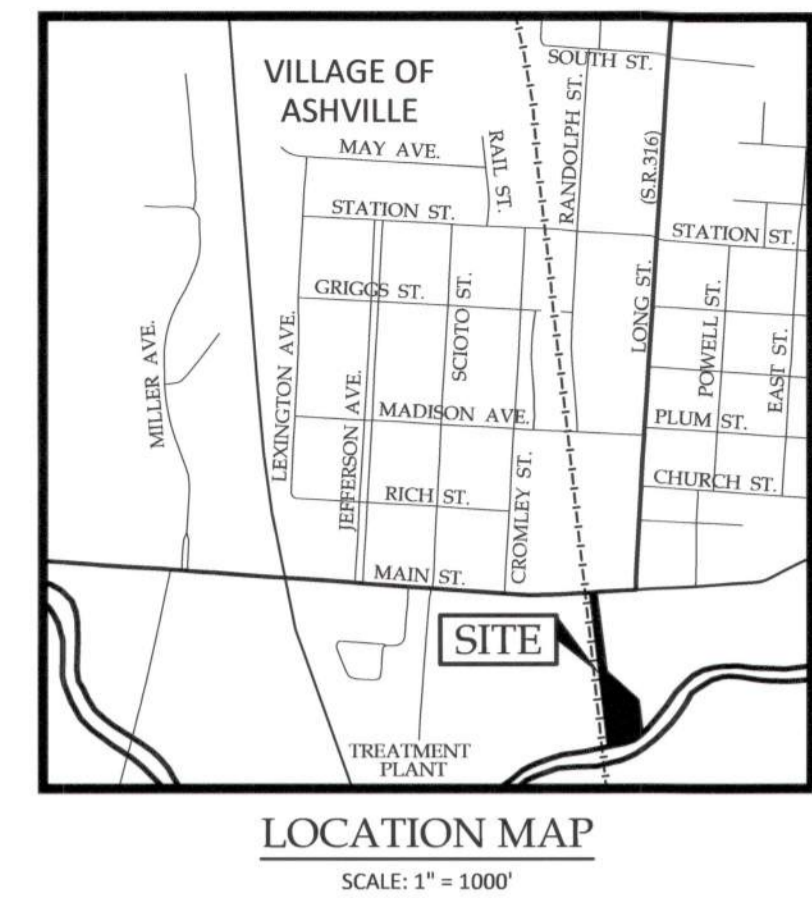 VILLAGE OF
ASHVILLE
SOUTH ST.
MAY AVE.
RAIL ST.
RANDOLPH ST.
(S.R.316)
STATION ST.
STATION ST.
GRIGGS ST.
SCIOTO ST.
LONG ST.
POWELL ST.
EAST ST.
MILLER AVE.
LEXINGTON AVE.
JEFFERSON AVE.
MADISON AVE.
PLUM ST.
CROMLEY ST.
RICH ST.
CHURCH ST.
MAIN ST.
SITE
TREATMENT
PLANT
LOCATION MAP
SCALE: 1" = 1000'